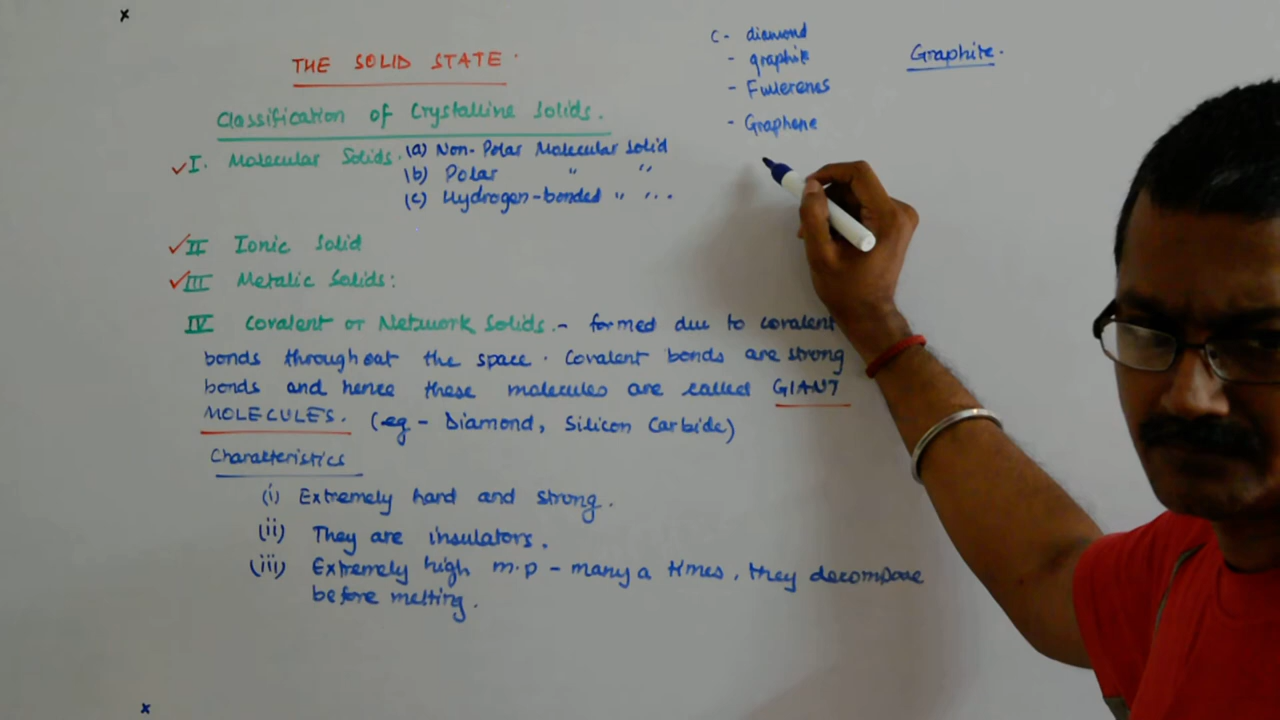 THE SOLID STATE.
Classification of Crystalline Solids.
I. Molecular Solids. (a) Non-Polar Molecular Solid
(b) Polar " "
(c) Hydrogen-bonded " "...
II Ionic Solid
III Metalic Solids:
IV Covalent or Network Solids.- formed due to covalent
bonds throughout the space. Covalent bonds are strong
bonds and hence these molecules are called GIANT
MOLECULES. (eg - Diamond, Silicon Carbide)
Characteristics
(i) Extremely hard and strong.
(ii) They are insulators.
(iii) Extremely high m.p - many a times, they decompose
before melting.
C- diamond
- graphite
- Fullerenes
- Graphene
Graphite.